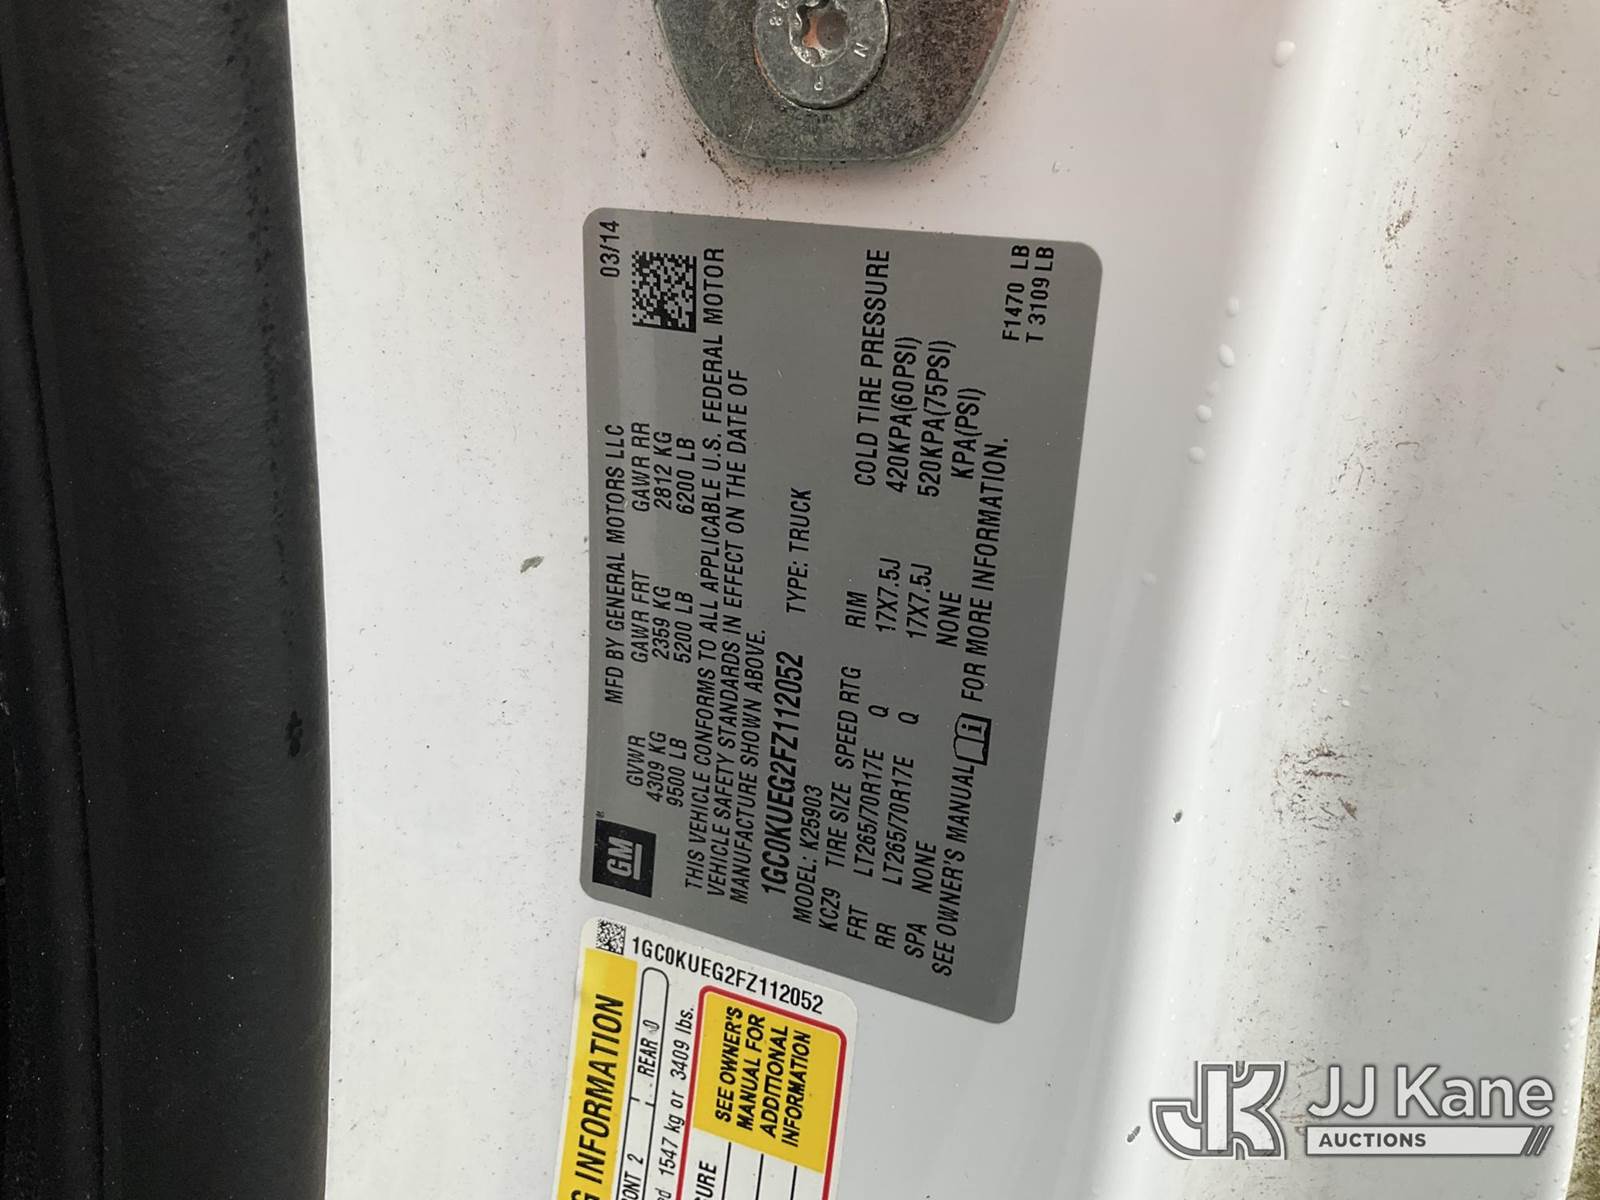 MFD BY GENERAL MOTORS LLC 03/14
GM
GVWR GAWR FRT GAWR RR
4309 KG 2359 KG 2812 KG
9500 LB 5200 LB 6200 LB
THIS VEHICLE CONFORMS TO ALL APPLICABLE U.S. FEDERAL MOTOR
VEHICLE SAFETY STANDARDS IN EFFECT ON THE DATE OF
MANUFACTURE SHOWN ABOVE.
1GC0KUEG2FZ112052 TYPE: TRUCK
MODEL: K25903
KCZ9 TIRE SIZE SPEED RTG RIM COLD TIRE PRESSURE
FRT LT265/70R17E Q 17X7.5J 420KPA(60PSI)
RR LT265/70R17E Q 17X7.5J 520KPA(75PSI)
SPA NONE NONE KPA(PSI)
SEE OWNER'S MANUAL i FOR MORE INFORMATION.
F1470 LB
T 3109 LB
1GC0KUEG2FZ112052
G INFORMATION
ONT 2 REAR 0
ed 1547 kg or 3409 lbs.
URE
SEE OWNER'S
MANUAL FOR
ADDITIONAL
INFORMATION
JK JJ Kane
AUCTIONS